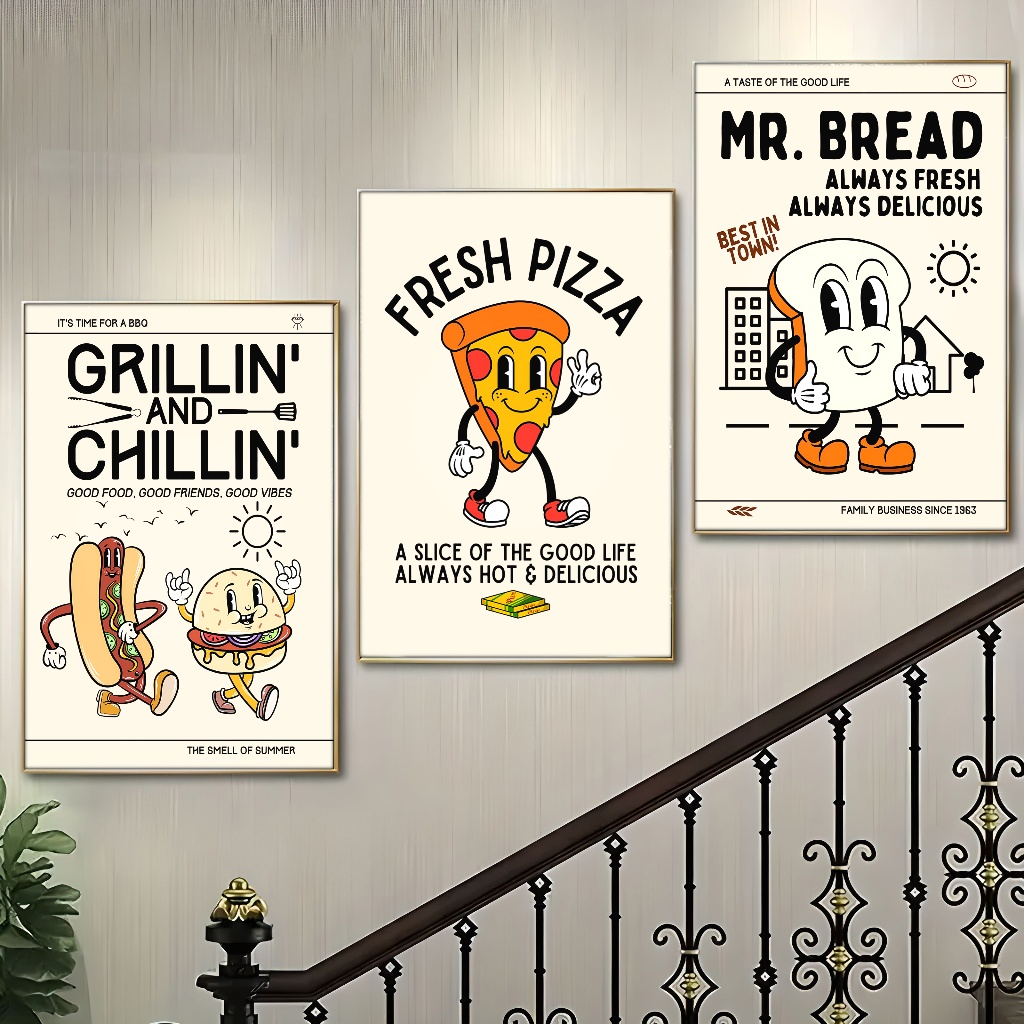 IT'S TIME FOR A BBQ
GRILLIN'
AND
CHILLIN'
GOOD FOOD, GOOD FRIENDS, GOOD VIBES
THE SMELL OF SUMMER
FRESH PIZZA
A SLICE OF THE GOOD LIFE
ALWAYS HOT & DELICIOUS
A TASTE OF THE GOOD LIFE
MR. BREAD
ALWAYS FRESH
ALWAYS DELICIOUS
BEST IN
TOWN!
FAMILY BUSINESS SINCE 1963